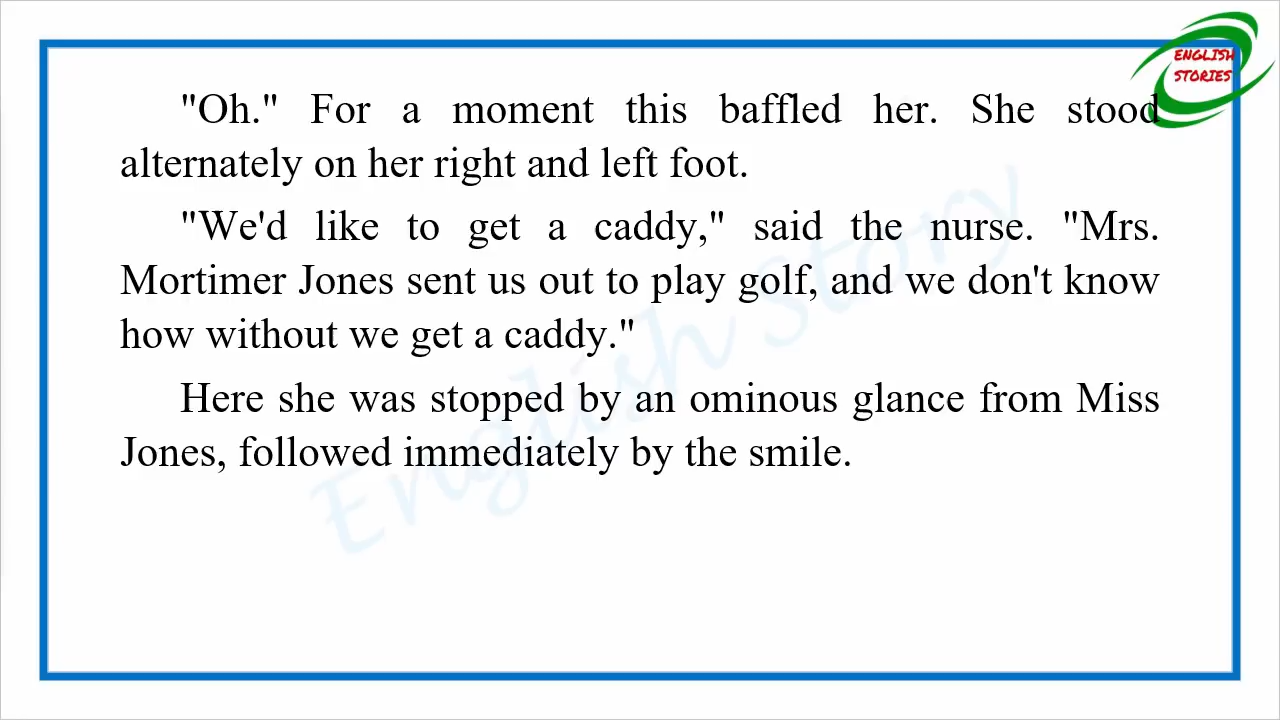 ENGLISH
STORIES
"Oh." For a moment this baffled her. She stood
alternately on her right and left foot.
"We'd like to get a caddy," said the nurse. "Mrs.
Mortimer Jones sent us out to play golf, and we don't know
how without we get a caddy."
Here she was stopped by an ominous glance from Miss
Jones, followed immediately by the smile.
English Story